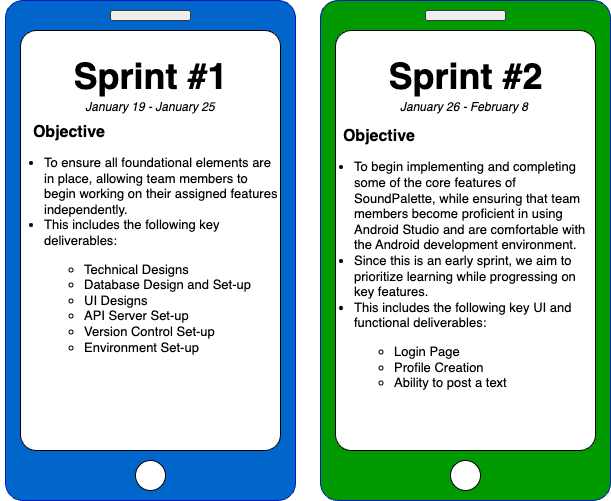 Sprint #1
January 19 - January 25
Objective
To ensure all foundational elements are
in place, allowing team members to
begin working on their assigned features
independently.
This includes the following key
deliverables:
Technical Designs
Database Design and Set-up
UI Designs
API Server Set-up
Version Control Set-up
Environment Set-up
Sprint #2
January 26 - February 8
Objective
To begin implementing and completing
some of the core features of
SoundPalette, while ensuring that team
members become proficient in using
Android Studio and are comfortable with
the Android development environment.
Since this is an early sprint, we aim to
prioritize learning while progressing on
key features.
This includes the following key UI and
functional deliverables:
Login Page
Profile Creation
Ability to post a text